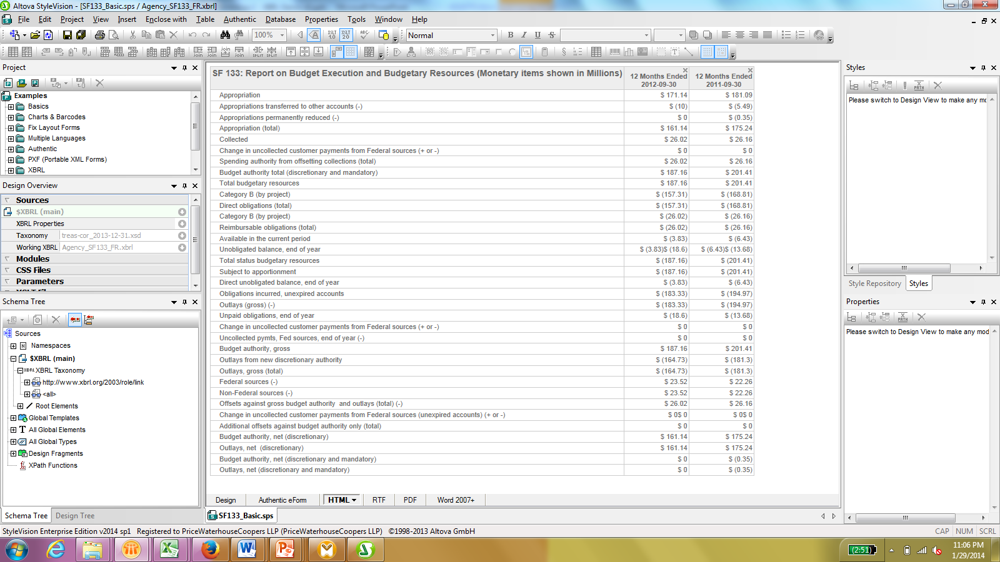 Altova StyleVision - [SF133_Basic.sps / Agency_SF133_FR.xbrl]
File Edit Project View Insert Enclose with Table Authentic Database Properties Tools Window Help
100% XSLT 1.0 XSLT 2.0 Normal B I U S
Project
Examples
Basics
Charts & Barcodes
Fix Layout Forms
Multiple Languages
Authentic
PXF (Portable XML Forms)
XBRL
Design Overview
Sources
$XBRL (main)
XBRL Properties
Taxonomy treas-cor_2013-12-31.xsd
Working XBRL Agency_SF133_FR.xbrl
Modules
CSS Files
Parameters
Schema Tree
Sources
Namespaces
$XBRL (main)
XBRL XBRL Taxonomy
http://www.xbrl.org/2003/role/link
<all>
Root Elements
Global Templates
All Global Elements
All Global Types
Design Fragments
XPath Functions
Schema Tree Design Tree
SF 133: Report on Budget Execution and Budgetary Resources (Monetary items shown in Millions) 12 Months Ended 2012-09-30 12 Months Ended 2011-09-30
Appropriation $ 171.14 $ 181.09
Appropriations transferred to other accounts (-) $ (10) $ (5.49)
Appropriations permanently reduced (-) $ 0 $ (0.35)
Appropriation (total) $ 161.14 $ 175.24
Collected $ 26.02 $ 26.16
Change in uncollected customer payments from Federal sources (+ or -) $ 0 $ 0
Spending authority from offsetting collections (total) $ 26.02 $ 26.16
Budget authority total (discretionary and mandatory) $ 187.16 $ 201.41
Total budgetary resources $ 187.16 $ 201.41
Category B (by project) $ (157.31) $ (168.81)
Direct obligations (total) $ (157.31) $ (168.81)
Category B (by project) $ (26.02) $ (26.16)
Reimbursable obligations (total) $ (26.02) $ (26.16)
Available in the current period $ (3.83) $ (6.43)
Unobligated balance, end of year $ (3.83)$ (18.6) $ (6.43)$ (13.68)
Total status budgetary resources $ (187.16) $ (201.41)
Subject to apportionment $ (187.16) $ (201.41)
Direct unobligated balance, end of year $ (3.83) $ (6.43)
Obligations incurred, unexpired accounts $ (183.33) $ (194.97)
Outlays (gross) (-) $ (183.33) $ (194.97)
Unpaid obligations, end of year $ (18.6) $ (13.68)
Change in uncollected customer payments from Federal sources (+ or -) $ 0 $ 0
Uncollected pymts, Fed sources, end of year (-) $ 0 $ 0
Budget authority, gross $ 187.16 $ 201.41
Outlays from new discretionary authority $ (164.73) $ (181.3)
Outlays, gross (total) $ (164.73) $ (181.3)
Federal sources (-) $ 23.52 $ 22.26
Non-Federal sources (-) $ 23.52 $ 22.26
Offsets against gross budget authority and outlays (total) (-) $ 26.02 $ 26.16
Change in uncollected customer payments from Federal sources (unexpired accounts) (+ or -) $ 0$ 0 $ 0$ 0
Additional offsets against budget authority only (total) $ 0 $ 0
Budget authority, net (discretionary) $ 161.14 $ 175.24
Outlays, net (discretionary) $ 161.14 $ 175.24
Budget authority, net (discretionary and mandatory) $ 0 $ (0.35)
Outlays, net (discretionary and mandatory) $ 0 $ (0.35)
Design Authentic eForm HTML RTF PDF Word 2007+
SF133_Basic.sps
Styles
Please switch to Design View to make any mo
Style Repository Styles
Properties
Please switch to Design View to make any mod
StyleVision Enterprise Edition v2014 sp1 Registered to PriceWaterhouseCoopers LLP (PriceWaterhouseCoopers LLP) ©1998-2013 Altova GmbH CAP NUM SCRL
(2:51) 11:06 PM
1/29/2014